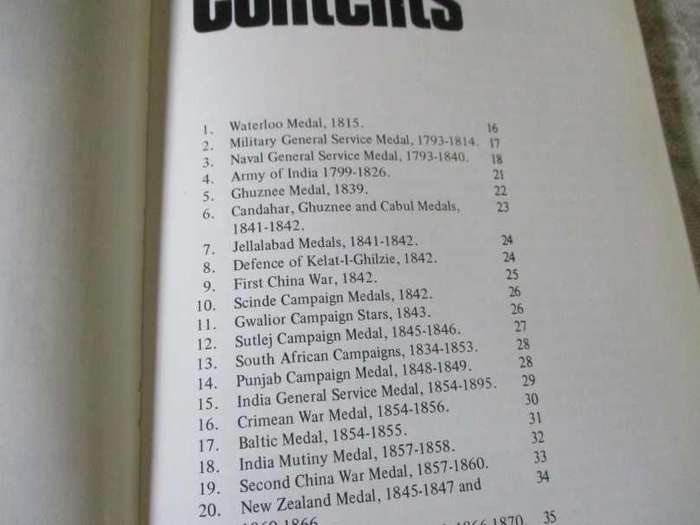 Contents
1. Waterloo Medal, 1815. 16
2. Military General Service Medal, 1793-1814. 17
3. Naval General Service Medal, 1793-1840. 18
4. Army of India 1799-1826. 21
5. Ghuznee Medal, 1839. 22
6. Candahar, Ghuznee and Cabul Medals, 23
1841-1842.
7. Jellalabad Medals, 1841-1842. 24
8. Defence of Kelat-I-Ghilzie, 1842. 24
9. First China War, 1842. 25
10. Scinde Campaign Medals, 1842. 26
11. Gwalior Campaign Stars, 1843. 26
12. Sutlej Campaign Medal, 1845-1846. 27
13. South African Campaigns, 1834-1853. 28
14. Punjab Campaign Medal, 1848-1849. 28
15. India General Service Medal, 1854-1895. 29
16. Crimean War Medal, 1854-1856. 30
17. Baltic Medal, 1854-1855. 31
18. India Mutiny Medal, 1857-1858. 32
19. Second China War Medal, 1857-1860. 33
20. New Zealand Medal, 1845-1847 and 34
1860-1866.
1866-1870. 35